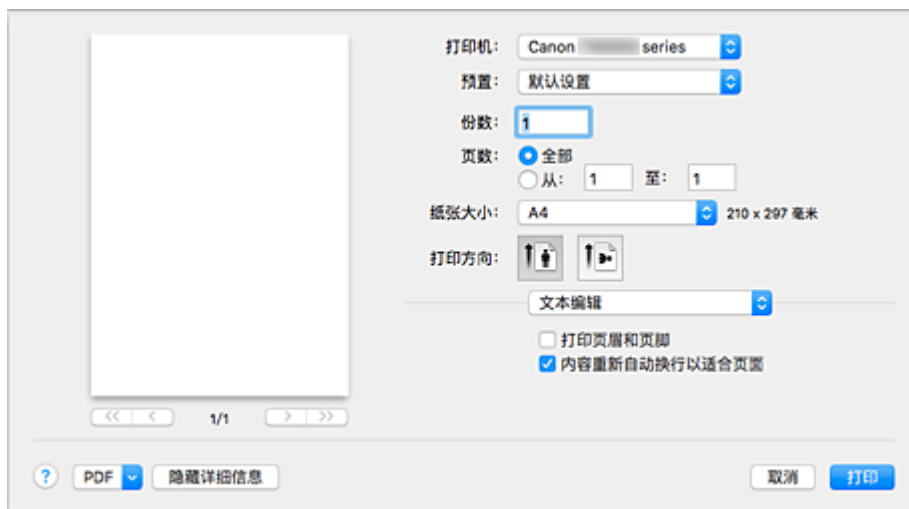 打印机： Canon series
预置： 默认设置
份数： 1
页数： 全部
从： 1 至： 1
纸张大小： A4 210 x 297 毫米
打印方向：
文本编辑
打印页眉和页脚
内容重新自动换行以适合页面
<< < 1/1 > >>
? PDF 隐藏详细信息 取消 打印